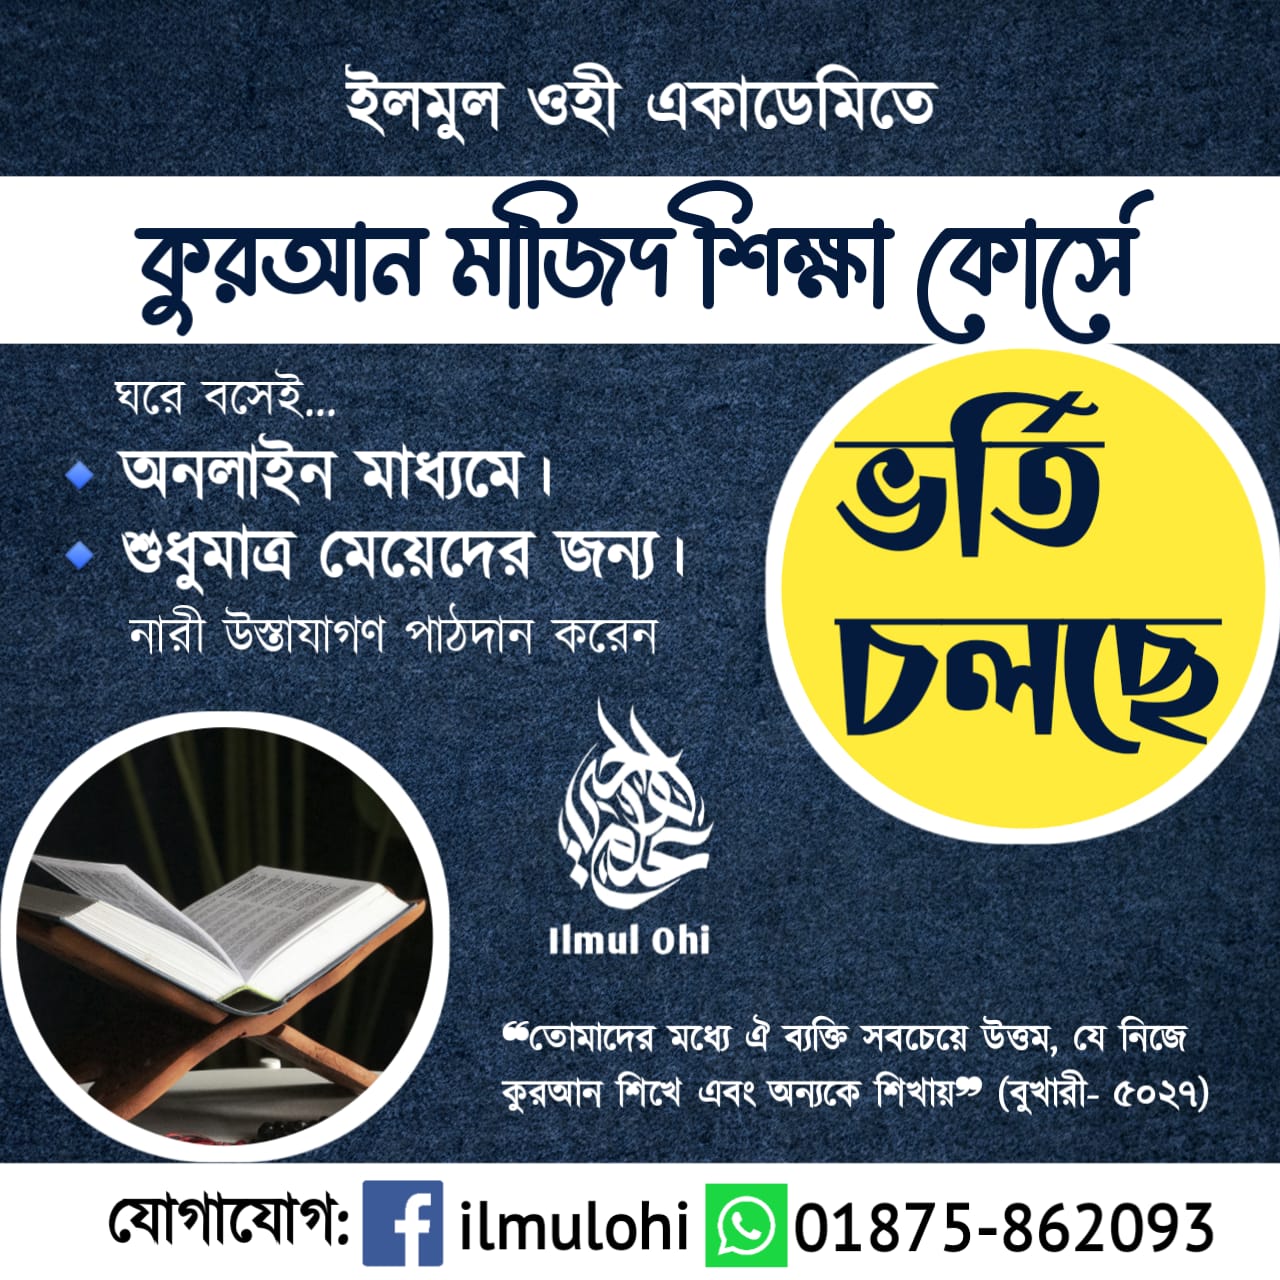 ইলমুল ওহী একাডেমিতে
কুরআন মজিদ শিক্ষা কোর্সে
ঘরে বসেই...
অনলাইন মাধ্যমে।
শুধুমাত্র মেয়েদের জন্য।
নারী উস্তাযাগণ পাঠদান করেন
ভর্তি
চলছে
Ilmul Ohi
❝তোমাদের মধ্যে ঐ ব্যক্তি সবচেয়ে উত্তম, যে নিজে
কুরআন শিখে এবং অন্যকে শিখায়❞ (বুখারী- ৫০২৭)
যোগাযোগ: f ilmulohi 01875-862093